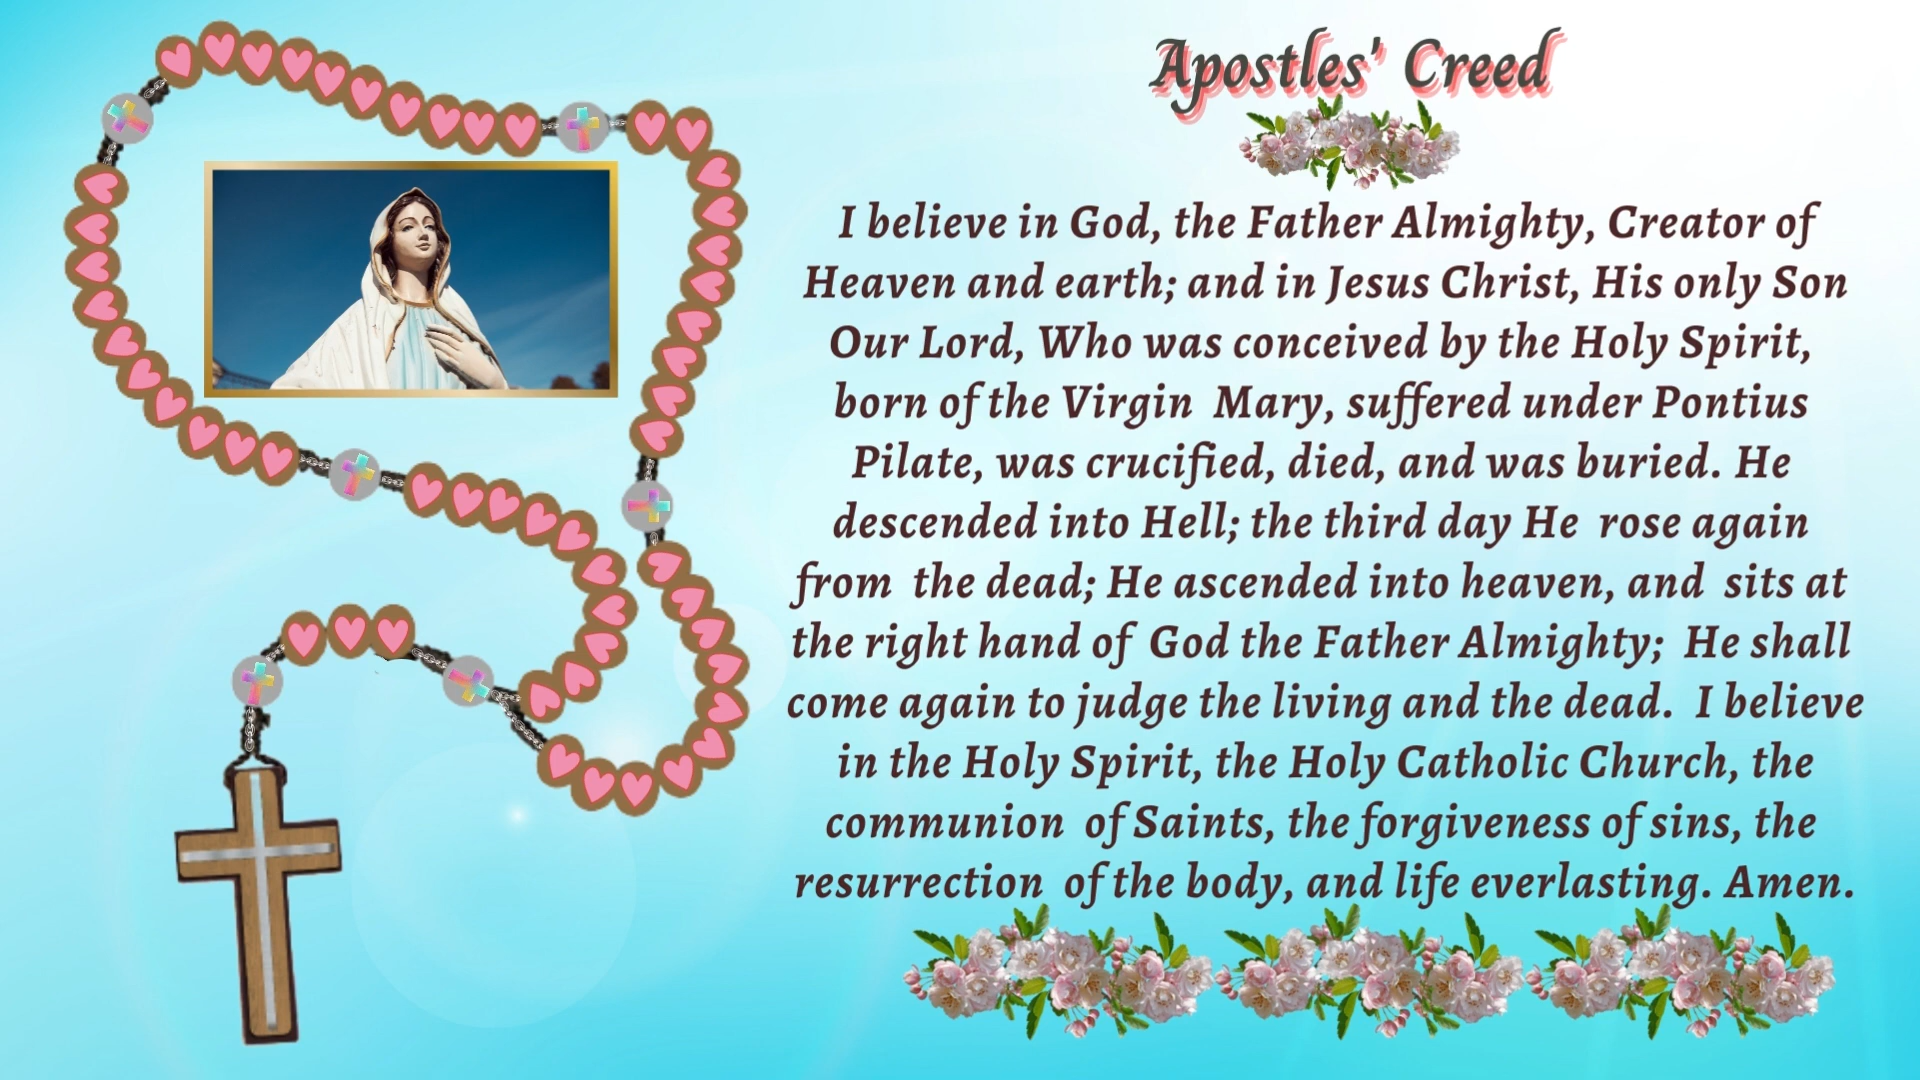 Apostles' Creed
I believe in God, the Father Almighty, Creator of
Heaven and earth; and in Jesus Christ, His only Son
Our Lord, Who was conceived by the Holy Spirit,
born of the Virgin Mary, suffered under Pontius
Pilate, was crucified, died, and was buried. He
descended into Hell; the third day He rose again
from the dead; He ascended into heaven, and sits at
the right hand of God the Father Almighty; He shall
come again to judge the living and the dead. I believe
in the Holy Spirit, the Holy Catholic Church, the
communion of Saints, the forgiveness of sins, the
resurrection of the body, and life everlasting. Amen.